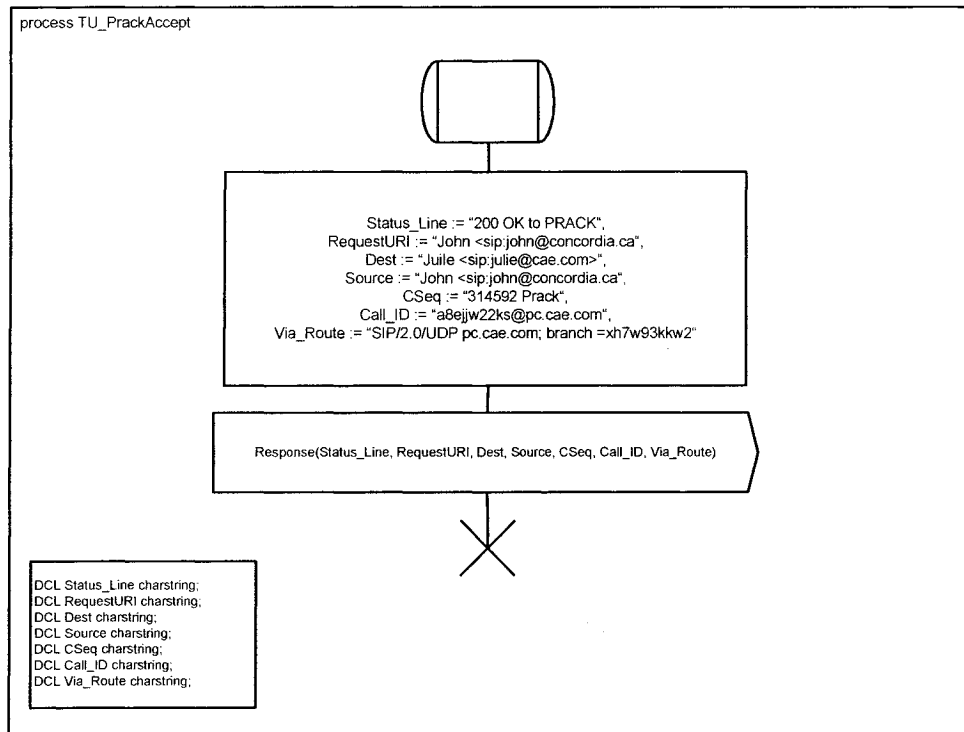 process TU_PrackAccept
Status_Line := "200 OK to PRACK",
RequestURI := "John <sip:john@concordia.ca",
Dest := "Juile <sip:julie@cae.com>",
Source := "John <sip:john@concordia.ca",
CSeq := "314592 Prack",
Call_ID := "a8ejjw22ks@pc.cae.com",
Via_Route := "SIP/2.0/UDP pc.cae.com; branch =xh7w93kkw2"
Response(Status_Line, RequestURI, Dest, Source, CSeq, Call_ID, Via_Route)
DCL Status_Line charstring;
DCL RequestURI charstring;
DCL Dest charstring;
DCL Source charstring;
DCL CSeq charstring;
DCL Call_ID charstring;
DCL Via_Route charstring;